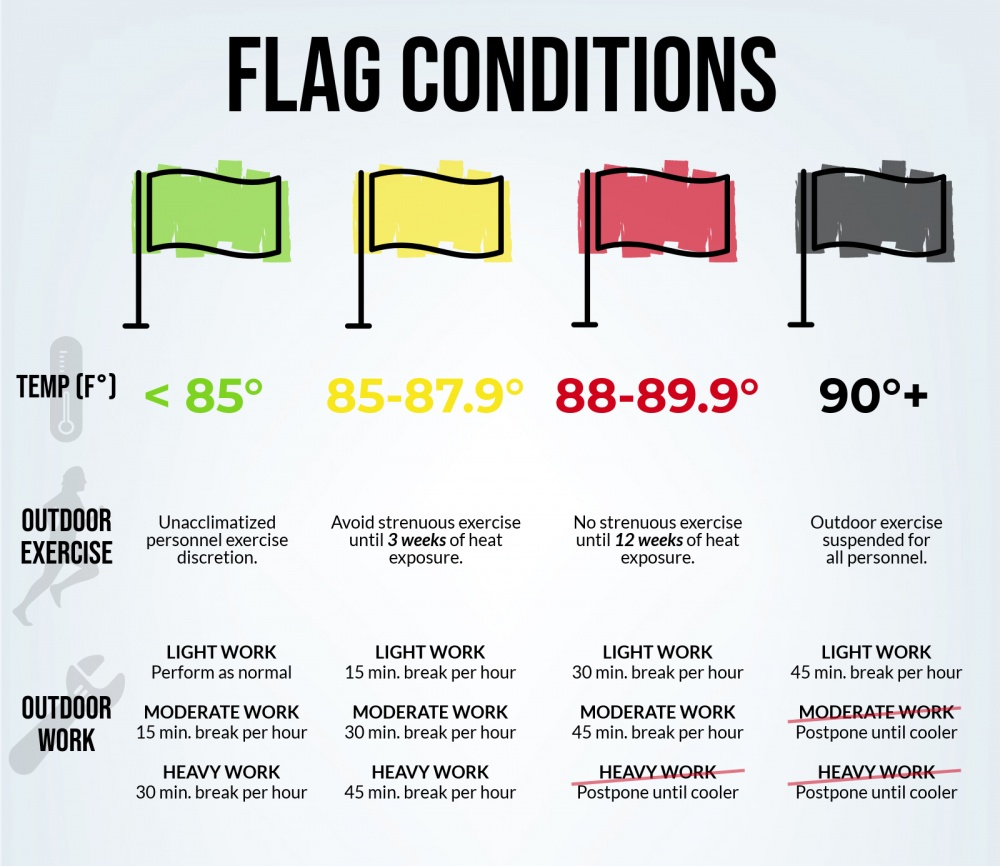 FLAG CONDITIONS
TEMP (F°)
< 85°
85-87.9°
88-89.9°
90°+
OUTDOOR
EXERCISE
Unacclimatized
personnel exercise
discretion.
Avoid strenuous exercise
until 3 weeks of heat
exposure.
No strenuous exercise
until 12 weeks of heat
exposure.
Outdoor exercise
suspended for
all personnel.
OUTDOOR
WORK
LIGHT WORK
Perform as normal
MODERATE WORK
15 min. break per hour
HEAVY WORK
30 min. break per hour
LIGHT WORK
15 min. break per hour
MODERATE WORK
30 min. break per hour
HEAVY WORK
45 min. break per hour
LIGHT WORK
30 min. break per hour
MODERATE WORK
45 min. break per hour
HEAVY WORK
Postpone until cooler
LIGHT WORK
45 min. break per hour
MODERATE WORK
Postpone until cooler
HEAVY WORK
Postpone until cooler